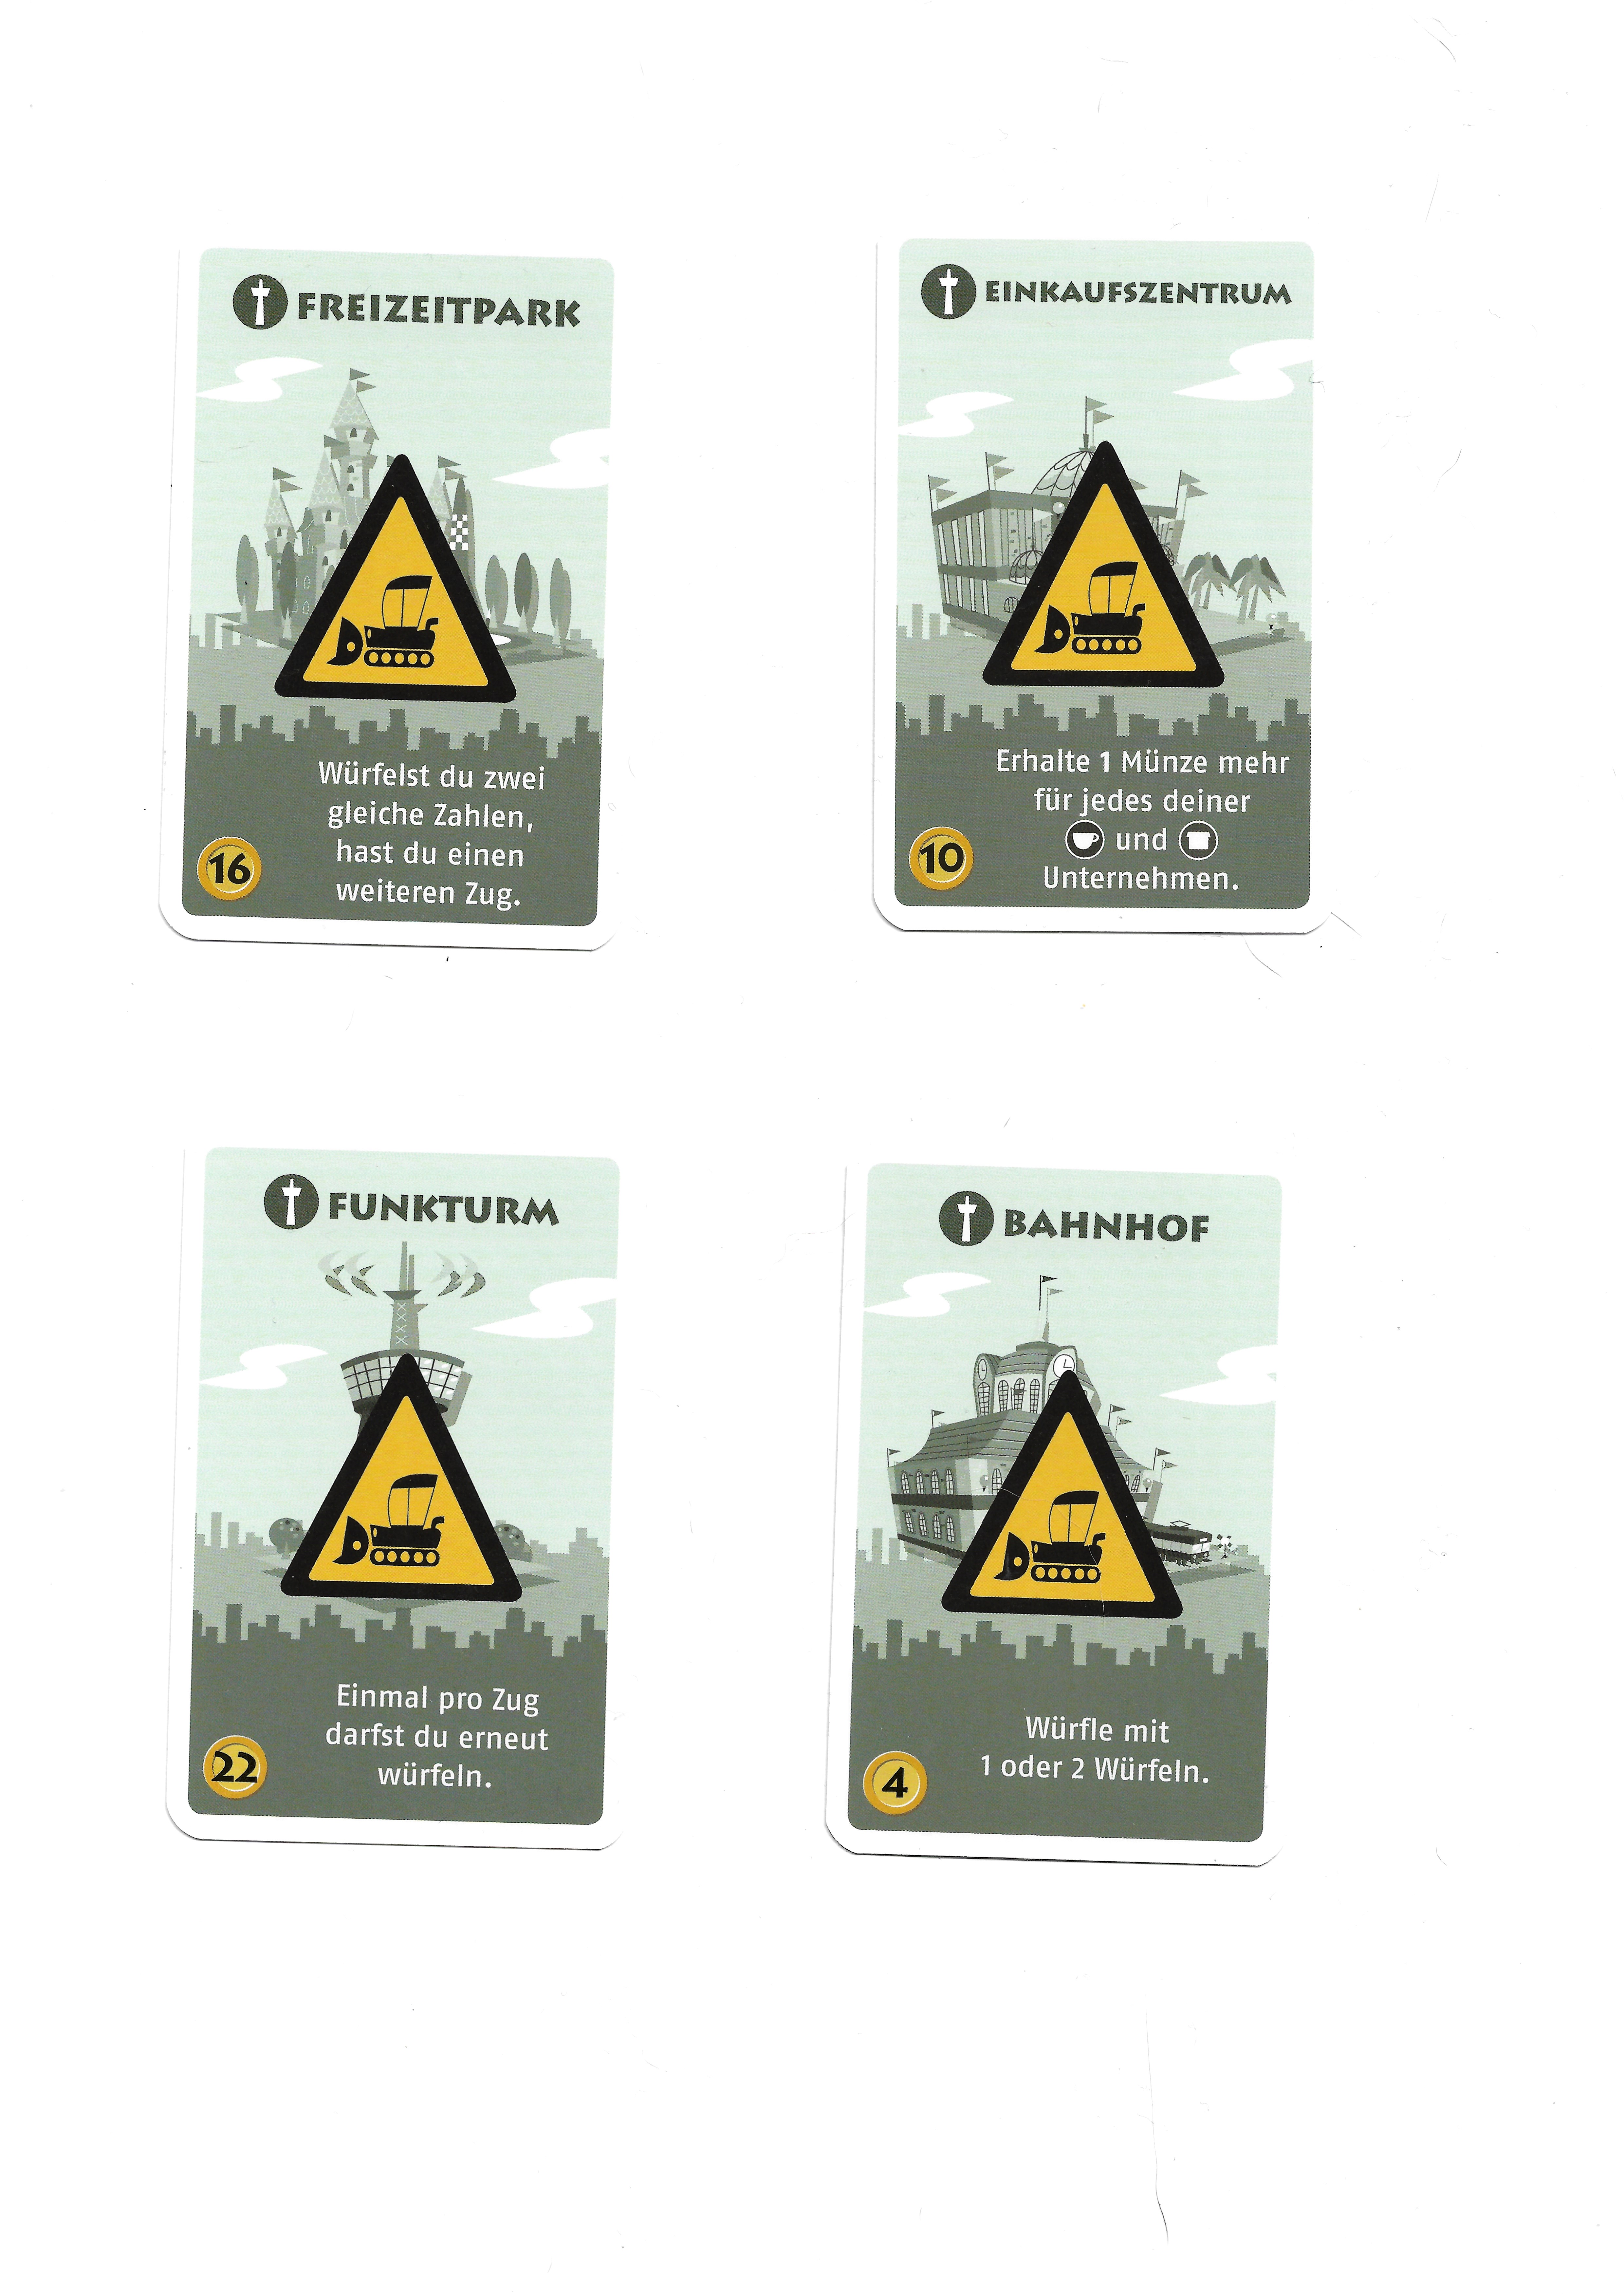 FREIZEITPARK
Würfelst du zwei
gleiche Zahlen,
hast du einen
weiteren Zug.
16
EINKAUFSZENTRUM
Erhalte 1 Münze mehr
für jedes deiner
und
Unternehmen.
10
FUNKTURM
Einmal pro Zug
darfst du erneut
würfeln.
22
BAHNHOF
Würfle mit
1 oder 2 Würfeln.
4